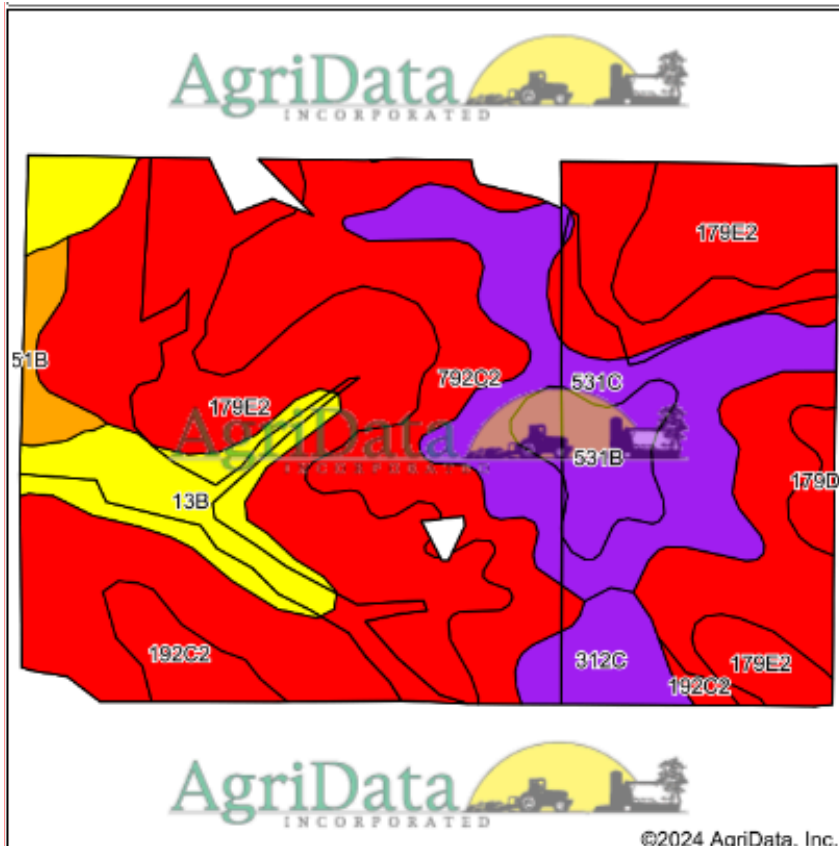 AgriData
INCORPORATED
179E2
51B
792C2
531C
179E2
AgriData
INCORPORATED
531B
179D
13B
192C2
312C
179E2
192C2
AgriData
INCORPORATED
©2024 AgriData, Inc.